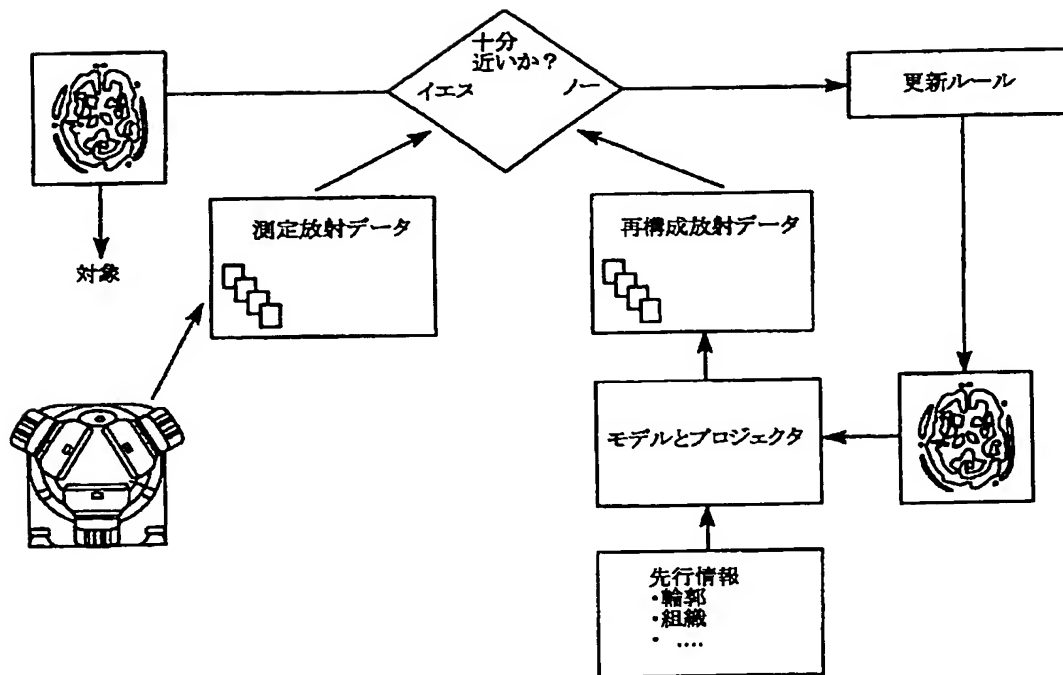 十分
近いか？
イエス
ノー
更新ルール
測定放射データ
再構成放射データ
対象
モデルとプロジェクタ
先行情報
・輪郭
・組織
・ ....